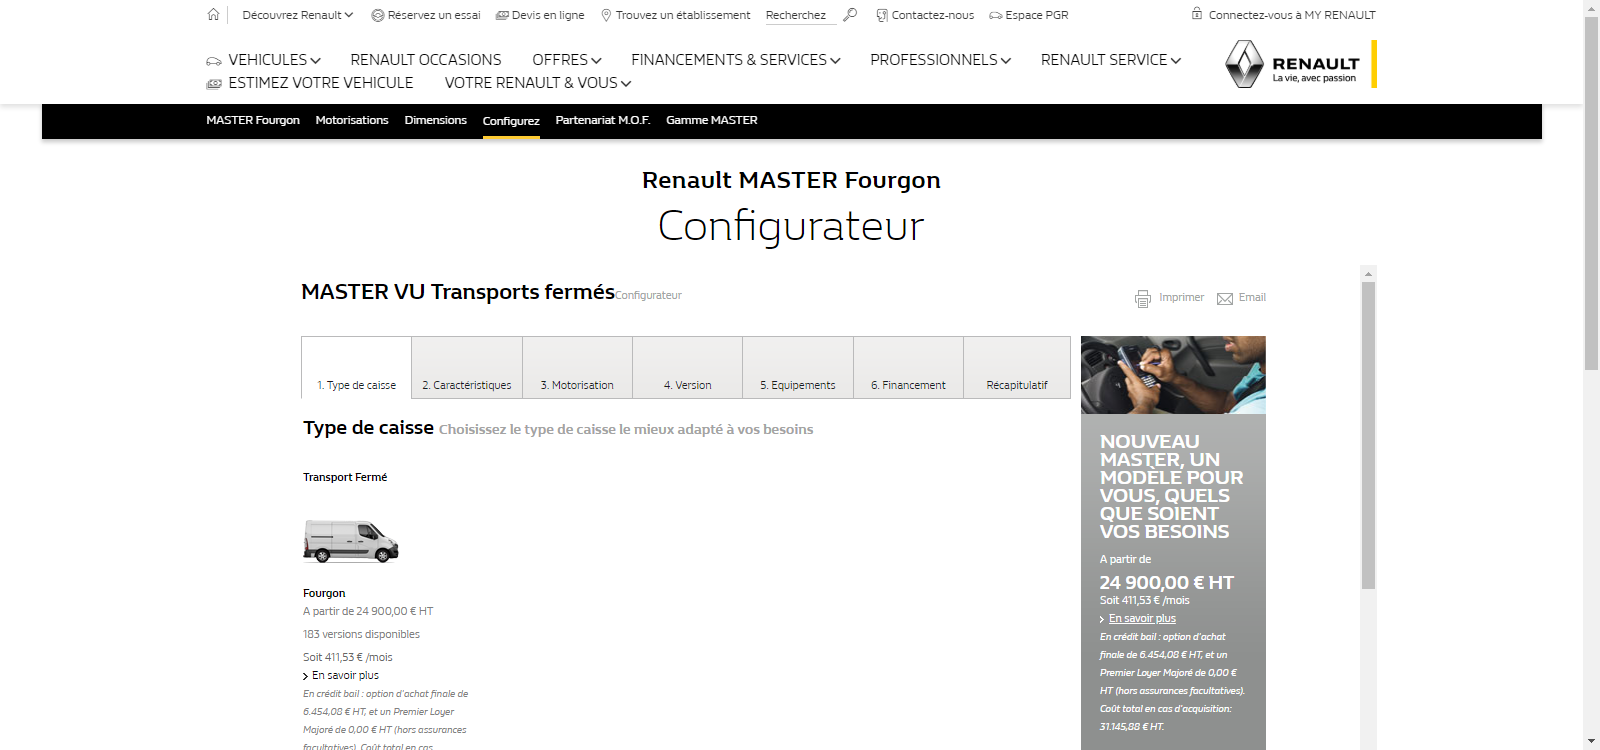 Découvrez Renault
Réservez un essai
Devis en ligne
Trouvez un établissement
Recherchez
Contactez-nous
Espace PGR
Connectez-vous à MY RENAULT
VEHICULES
RENAULT OCCASIONS
OFFRES
FINANCEMENTS & SERVICES
PROFESSIONNELS
RENAULT SERVICE
ESTIMEZ VOTRE VEHICULE
VOTRE RENAULT & VOUS
RENAULT
La vie, avec passion
MASTER Fourgon
Motorisations
Dimensions
Configurez
Partenariat M.O.F.
Gamme MASTER
Renault MASTER Fourgon
Configurateur
MASTER VU Transports fermés Configurateur
Imprimer
Email
1. Type de caisse
2. Caractéristiques
3. Motorisation
4. Version
5. Equipements
6. Financement
Récapitulatif
Type de caisse Choisissez le type de caisse le mieux adapté à vos besoins
Transport Fermé
Fourgon
A partir de 24 900,00 € HT
183 versions disponibles
Soit 411,53 € /mois
En savoir plus
En crédit bail : option d'achat finale de
6.454,08 € HT, et un Premier Loyer
Majoré de 0,00 € HT (hors assurances
facultatives). Coût total en cas
NOUVEAU
MASTER, UN
MODÈLE POUR
VOUS, QUELS
QUE SOIENT
VOS BESOINS
A partir de
24 900,00 € HT
Soit 411,53 € /mois
En savoir plus
En crédit bail : option d'achat
finale de 6.454,08 € HT, et un
Premier Loyer Majoré de 0,00 €
HT (hors assurances facultatives).
Coût total en cas d'acquisition:
31.145,88 € HT.